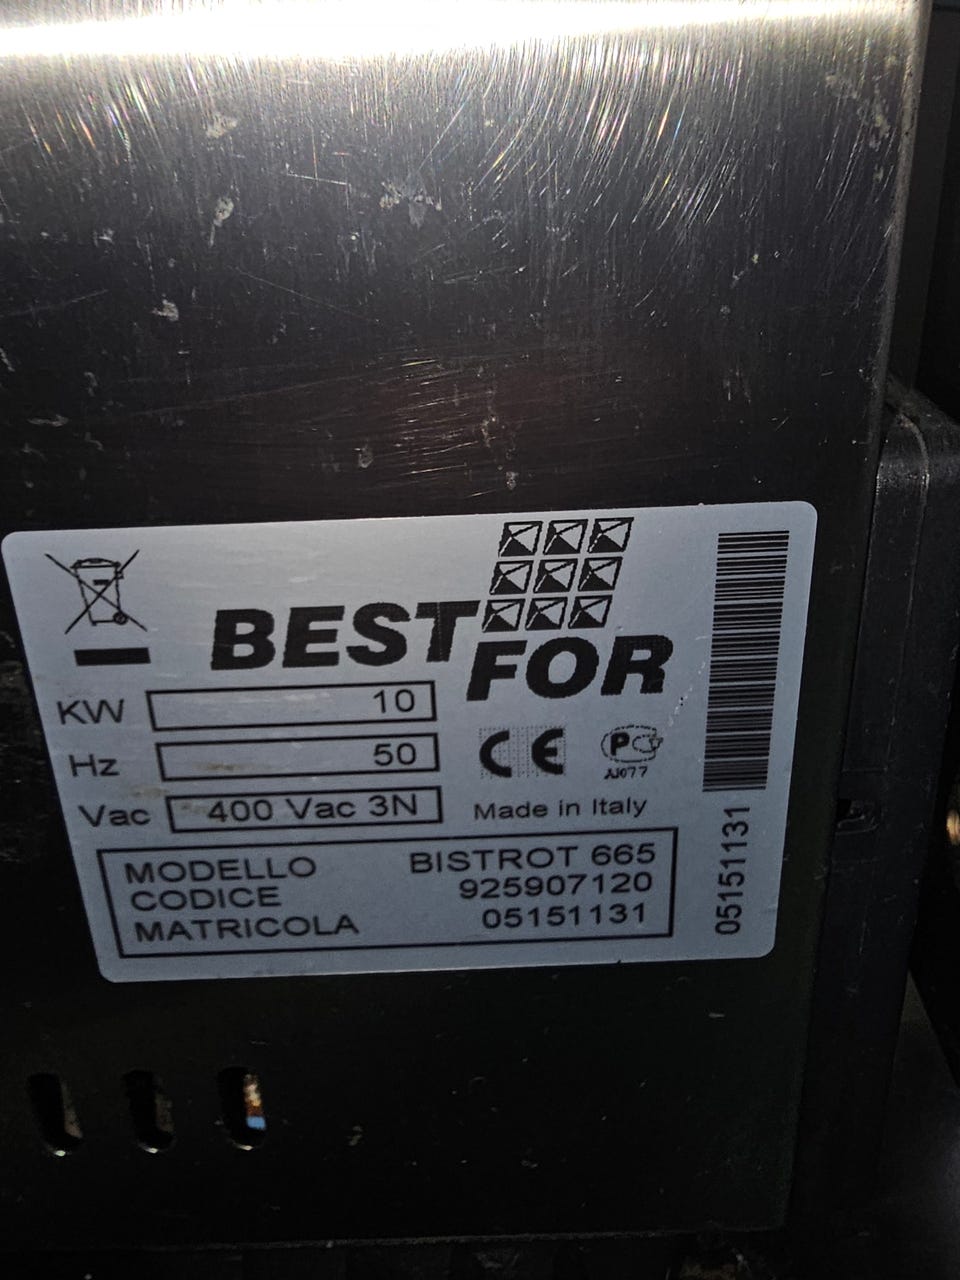 BEST
FOR
KW 10
Hz 50
Vac 400 Vac 3N
Made in Italy
MODELLO BISTROT 665
CODICE 925907120
MATRICOLA 05151131
05151131